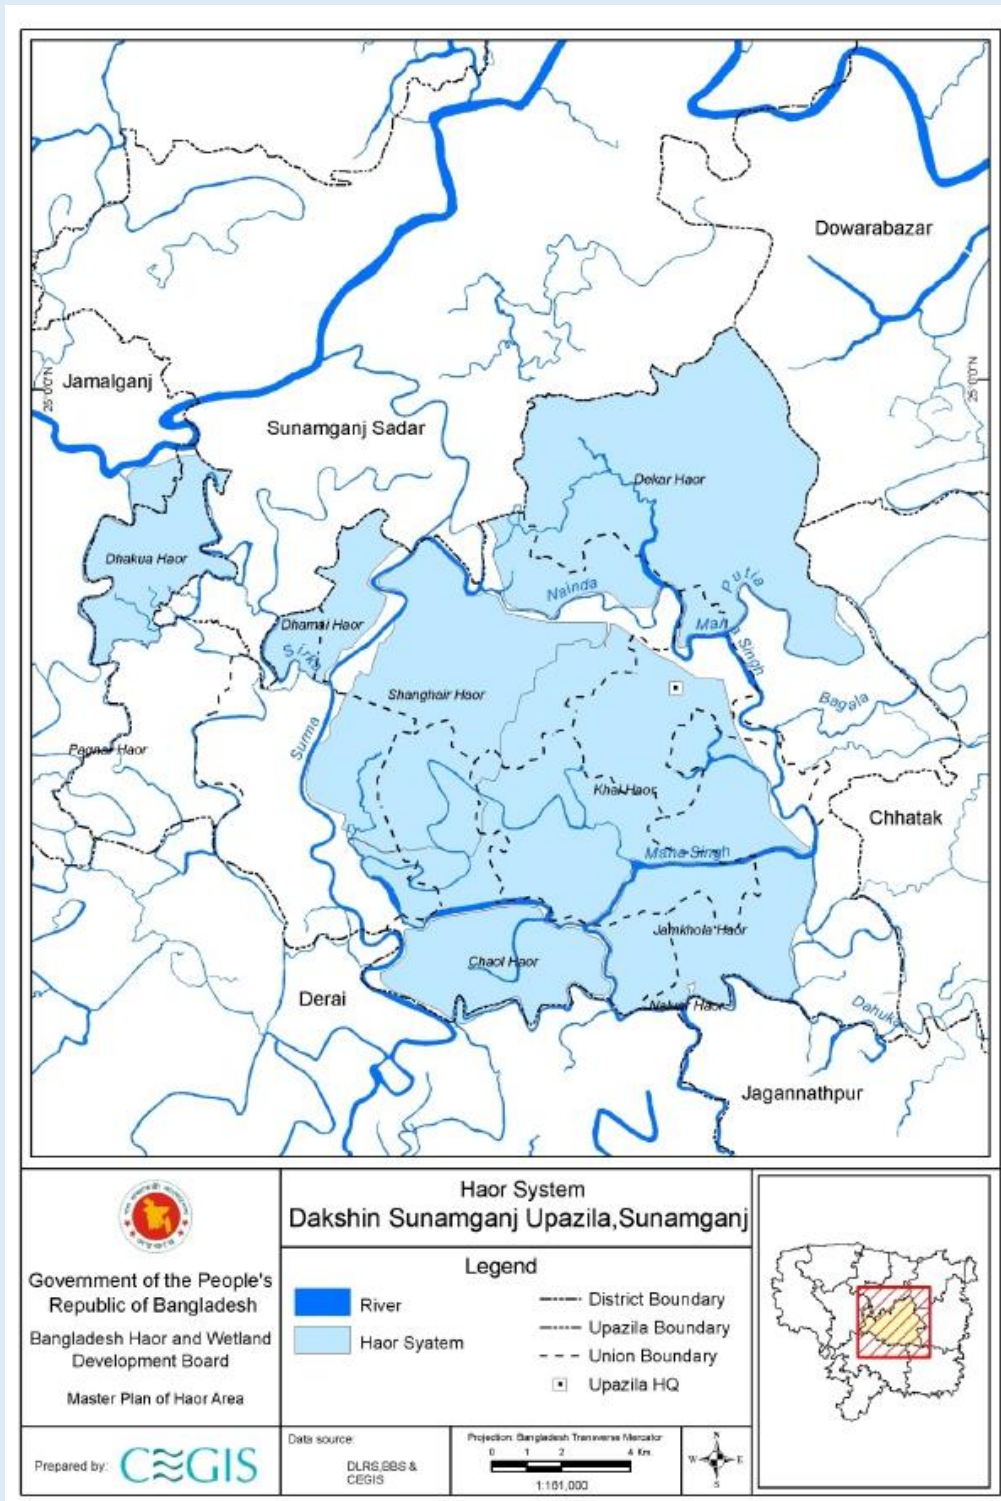 Dowarabazar
25°0'0"N
25°0'0"N
Jamalganj
Sunamganj Sadar
Dekar Haor
Dhakua Haor
Nainda
Putia
Dhamai Haor
Maha Singh
Shanghair Haor
Bagala
Surma
Pagnar Haor
Khai Haor
Chhatak
Maha Singh
Jamkhola Haor
Chaol Haor
Derai
Naluar Haor
Dahuka
Jagannathpur
Haor System
Dakshin Sunamganj Upazila,Sunamganj
Legend
River
Haor Syatem
District Boundary
Upazila Boundary
Union Boundary
Upazila HQ
Government of the People's
Republic of Bangladesh
Bangladesh Haor and Wetland
Development Board
Master Plan of Haor Area
Prepared by:
CEGIS
Data source:
DLRS,BBS &
CEGIS
Projection: Bangladesh Transverse Mercator
0 1 2 4 Km.
1:161,000
N
W E
S